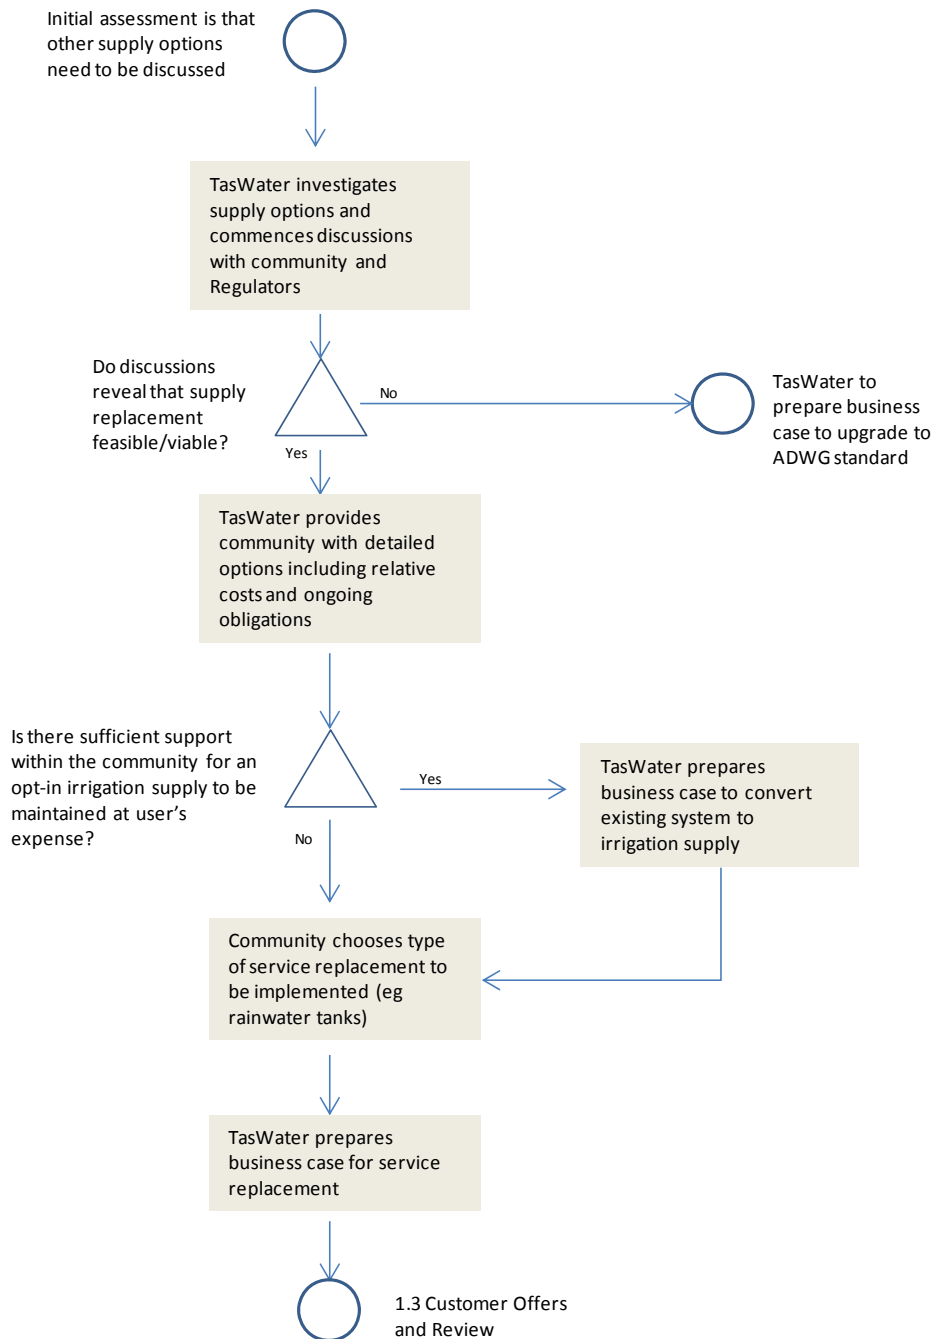 Initial assessment is that
other supply options
need to be discussed
TasWater investigates
supply options and
commences discussions
with community and
Regulators
Do discussions
reveal that supply
replacement
feasible/viable?
No
Yes
TasWater to
prepare business
case to upgrade to
ADWG standard
TasWater provides
community with detailed
options including relative
costs and ongoing
obligations
Is there sufficient support
within the community for an
opt-in irrigation supply to be
maintained at user’s
expense?
Yes
No
TasWater prepares
business case to convert
existing system to
irrigation supply
Community chooses type
of service replacement to
be implemented (eg
rainwater tanks)
TasWater prepares
business case for service
replacement
1.3 Customer Offers
and Review